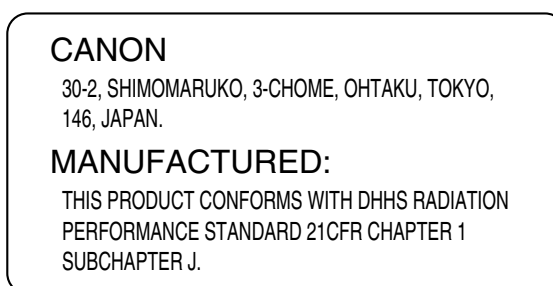 CANON
30-2, SHIMOMARUKO, 3-CHOME, OHTAKU, TOKYO,
146, JAPAN.
MANUFACTURED:
THIS PRODUCT CONFORMS WITH DHHS RADIATION
PERFORMANCE STANDARD 21CFR CHAPTER 1
SUBCHAPTER J.